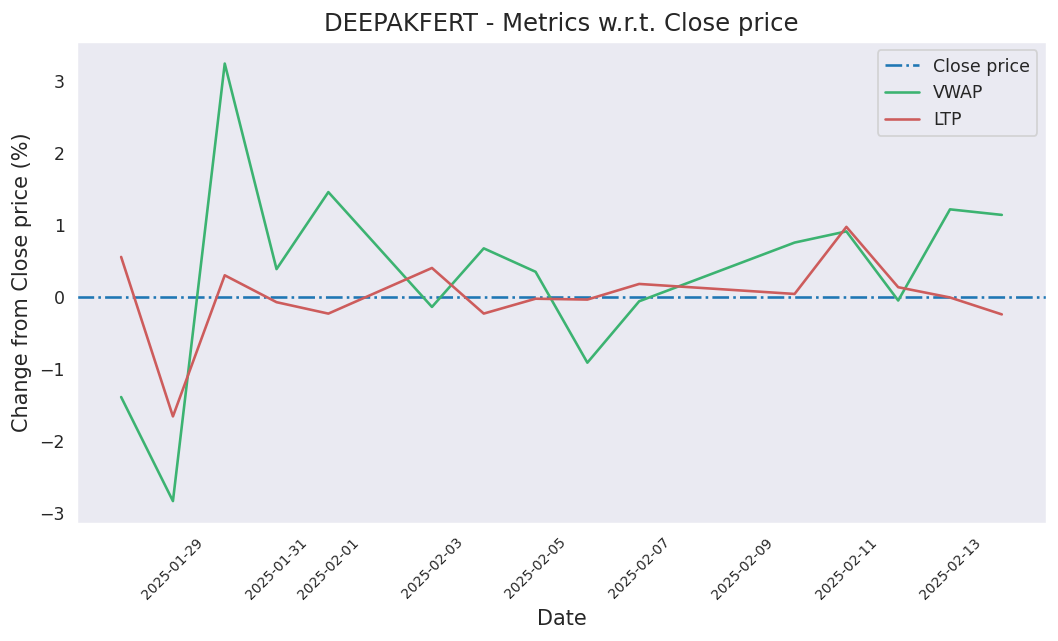 DEEPAKFERT - Metrics w.r.t. Close price
Close price
VWAP
LTP
Change from Close price (%)
3
2
1
0
−1
−2
−3
2025-01-29
2025-01-31
2025-02-01
2025-02-03
2025-02-05
2025-02-07
2025-02-09
2025-02-11
2025-02-13
Date